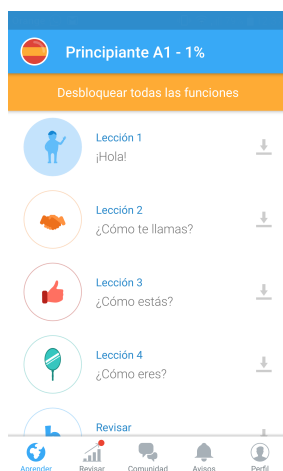 Principiante A1 - 1%
Desbloquear todas las funciones
Lección 1
¡Hola!
Lección 2
¿Cómo te llamas?
Lección 3
¿Cómo estás?
Lección 4
¿Cómo eres?
Revisar
Aprender Revisar Comunidad Avisos Perfil